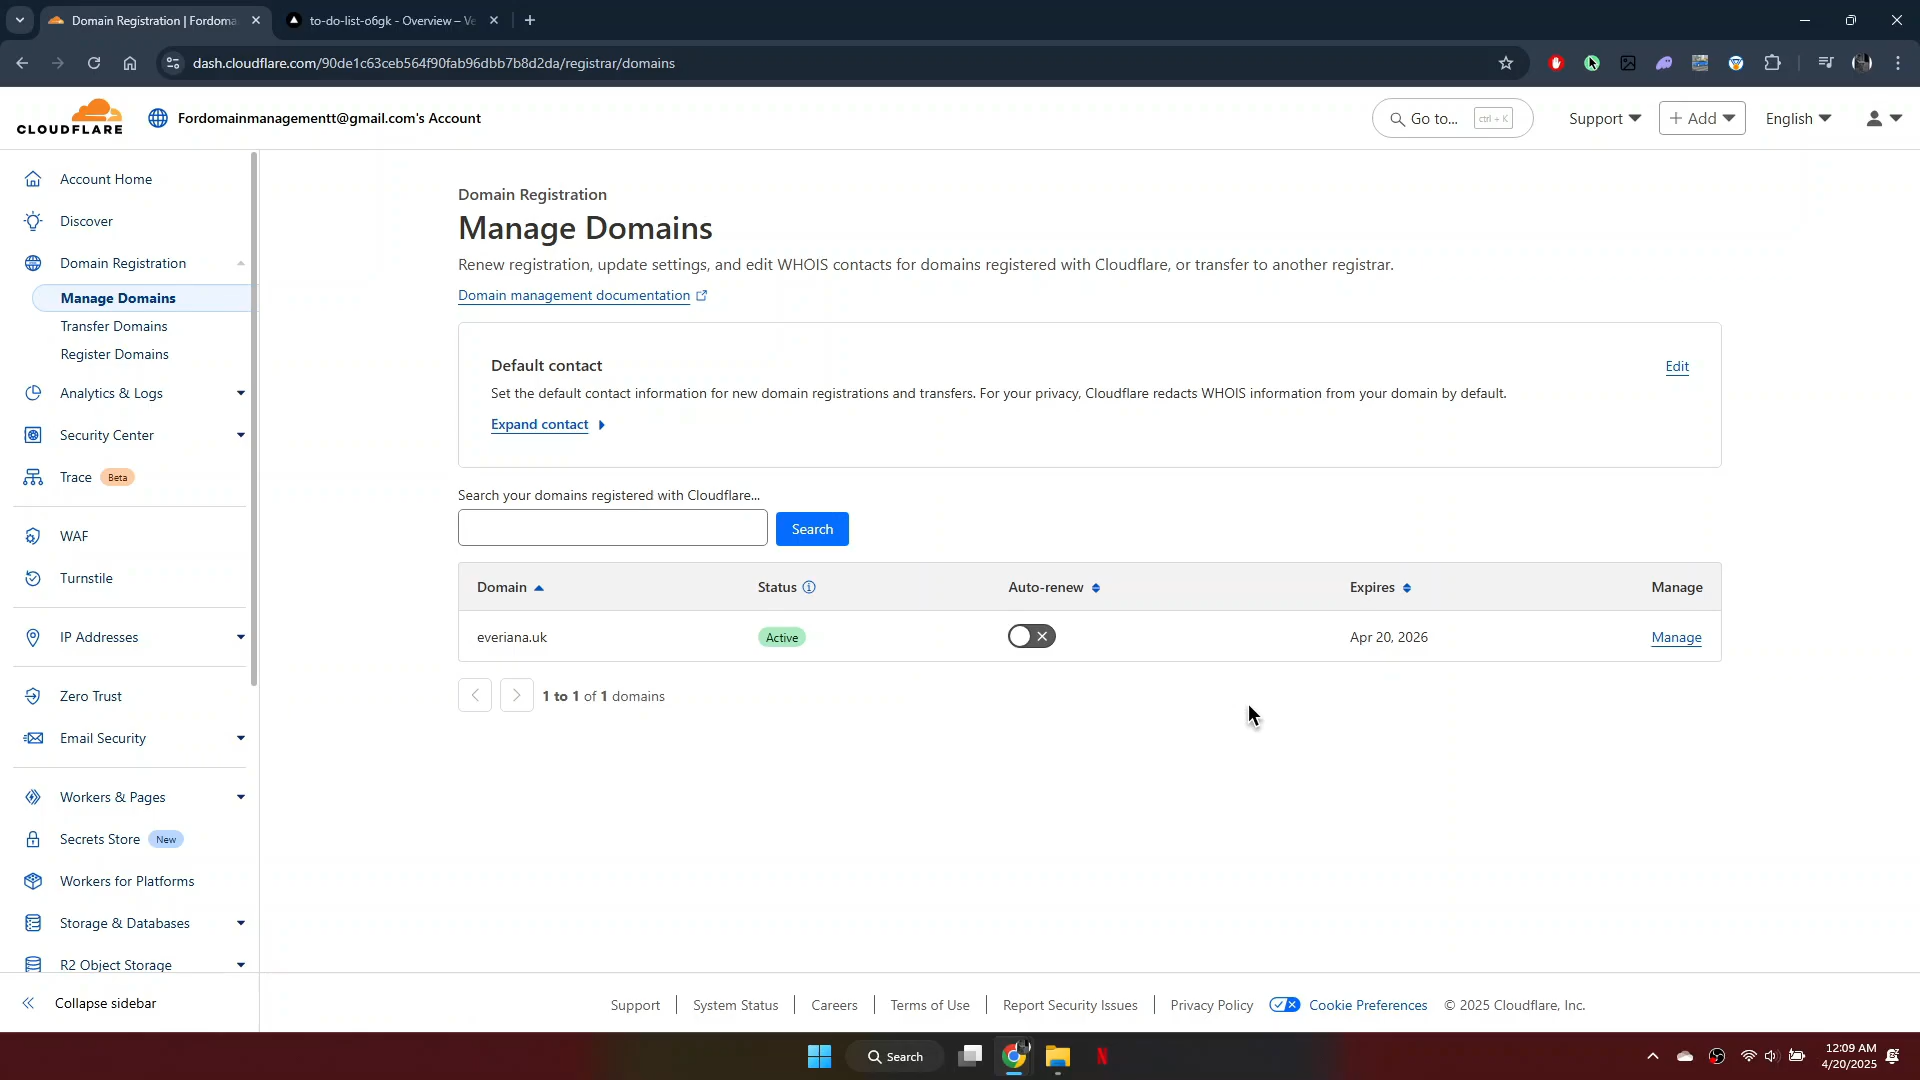 Domain Registration | Fordoma
to-do-list-o6gk - Overview – Ve
dash.cloudflare.com/90de1c63ceb564f90fab96dbb7b8d2da/registrar/domains
CLOUDFLARE
Fordomainmanagementt@gmail.com's Account
Go to...
ctrl + K
Support
+ Add
English
Account Home
Discover
Domain Registration
Manage Domains
Transfer Domains
Register Domains
Analytics & Logs
Security Center
Trace Beta
WAF
Turnstile
IP Addresses
Zero Trust
Email Security
Workers & Pages
Secrets Store New
Workers for Platforms
Storage & Databases
R2 Object Storage
Collapse sidebar
Domain Registration
Manage Domains
Renew registration, update settings, and edit WHOIS contacts for domains registered with Cloudflare, or transfer to another registrar.
Domain management documentation
Default contact
Edit
Set the default contact information for new domain registrations and transfers. For your privacy, Cloudflare redacts WHOIS information from your domain by default.
Expand contact
Search your domains registered with Cloudflare...
Search
Domain Status Auto-renew Expires Manage
everiana.uk Active Apr 20, 2026 Manage
1 to 1 of 1 domains
Support System Status Careers Terms of Use Report Security Issues Privacy Policy Cookie Preferences © 2025 Cloudflare, Inc.
Search
N
12:09 AM
4/20/2025